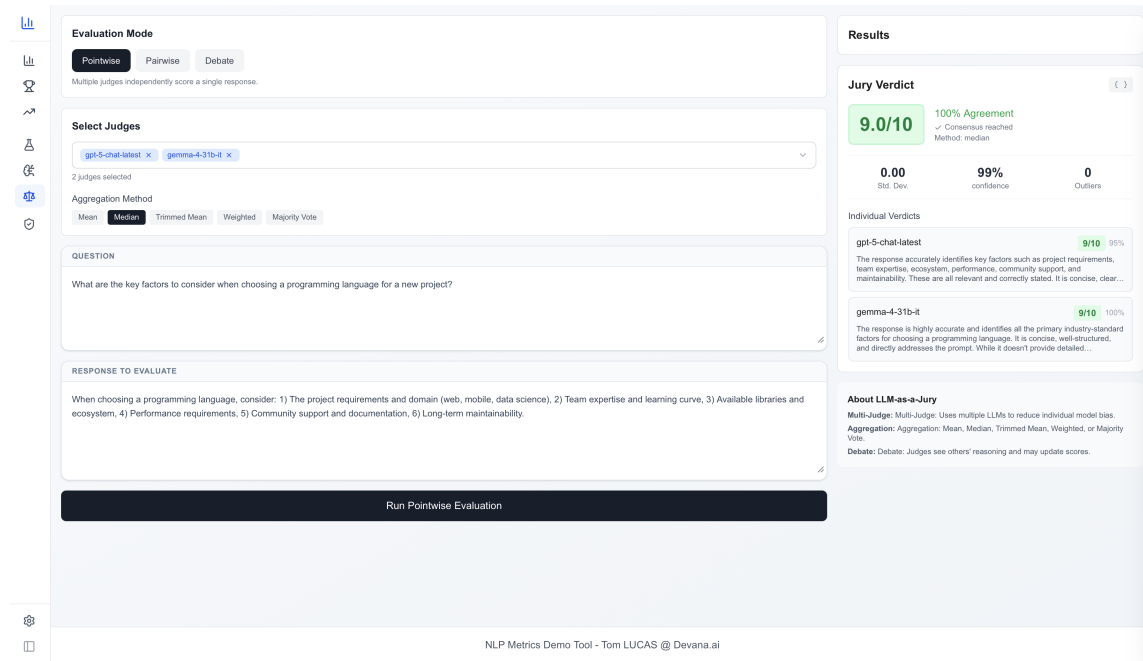 Evaluation Mode
Pointwise
Pairwise
Debate
Multiple judges independently score a single response.
Select Judges
gpt-5-chat-latest ×
gemma-4-31b-it ×
2 judges selected
Aggregation Method
Mean
Median
Trimmed Mean
Weighted
Majority Vote
QUESTION
What are the key factors to consider when choosing a programming language for a new project?
RESPONSE TO EVALUATE
When choosing a programming language, consider: 1) The project requirements and domain (web, mobile, data science), 2) Team expertise and learning curve, 3) Available libraries and
ecosystem, 4) Performance requirements, 5) Community support and documentation, 6) Long-term maintainability.
Run Pointwise Evaluation
Results
Jury Verdict
{ }
9.0/10
100% Agreement
✓ Consensus reached
Method: median
0.00
Std. Dev.
99%
confidence
0
Outliers
Individual Verdicts
gpt-5-chat-latest
9/10 95%
The response accurately identifies key factors such as project requirements,
team expertise, ecosystem, performance, community support, and
maintainability. These are all relevant and correctly stated. It is concise, clear…
gemma-4-31b-it
9/10 100%
The response is highly accurate and identifies all the primary industry-standard
factors for choosing a programming language. It is concise, well-structured,
and directly addresses the prompt. While it doesn't provide detailed…
About LLM-as-a-Jury
Multi-Judge: Multi-Judge: Uses multiple LLMs to reduce individual model bias.
Aggregation: Aggregation: Mean, Median, Trimmed Mean, Weighted, or Majority
Vote.
Debate: Debate: Judges see others' reasoning and may update scores.
NLP Metrics Demo Tool - Tom LUCAS @ Devana.ai